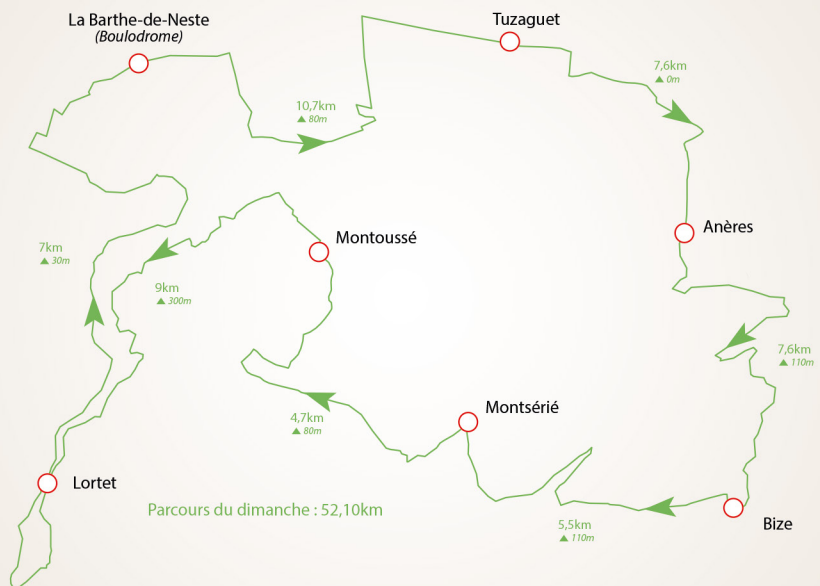 La Barthe-de-Neste
(Boulodrome)
Tuzaguet
7,6km
▲ 0m
10,7km
▲ 80m
Anères
Montoussé
7km
▲ 30m
9km
▲ 300m
7,6km
▲ 110m
Montsérié
4,7km
▲ 80m
Lortet
Parcours du dimanche : 52,10km
5,5km
▲ 110m
Bize